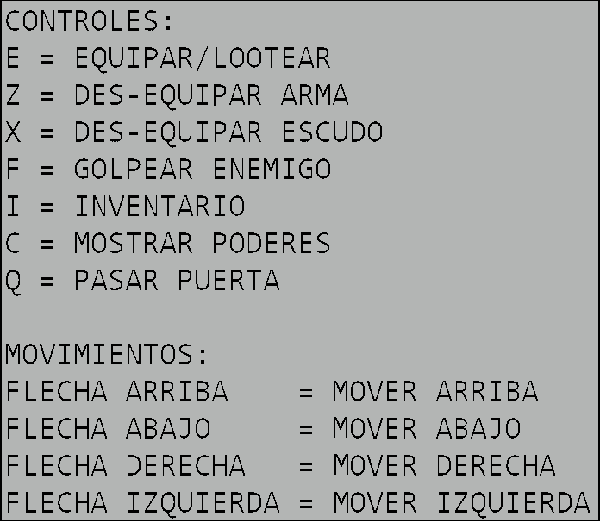 CONTROLES:
E = EQUIPAR/LOOTEAR
Z = DES-EQUIPAR ARMA
X = DES-EQUIPAR ESCUDO
F = GOLPEAR ENEMIGO
I = INVENTARIO
C = MOSTRAR PODERES
Q = PASAR PUERTA
MOVIMIENTOS:
FLECHA ARRIBA = MOVER ARRIBA
FLECHA ABAJO = MOVER ABAJO
FLECHA DERECHA = MOVER DERECHA
FLECHA IZQUIERDA = MOVER IZQUIERDA